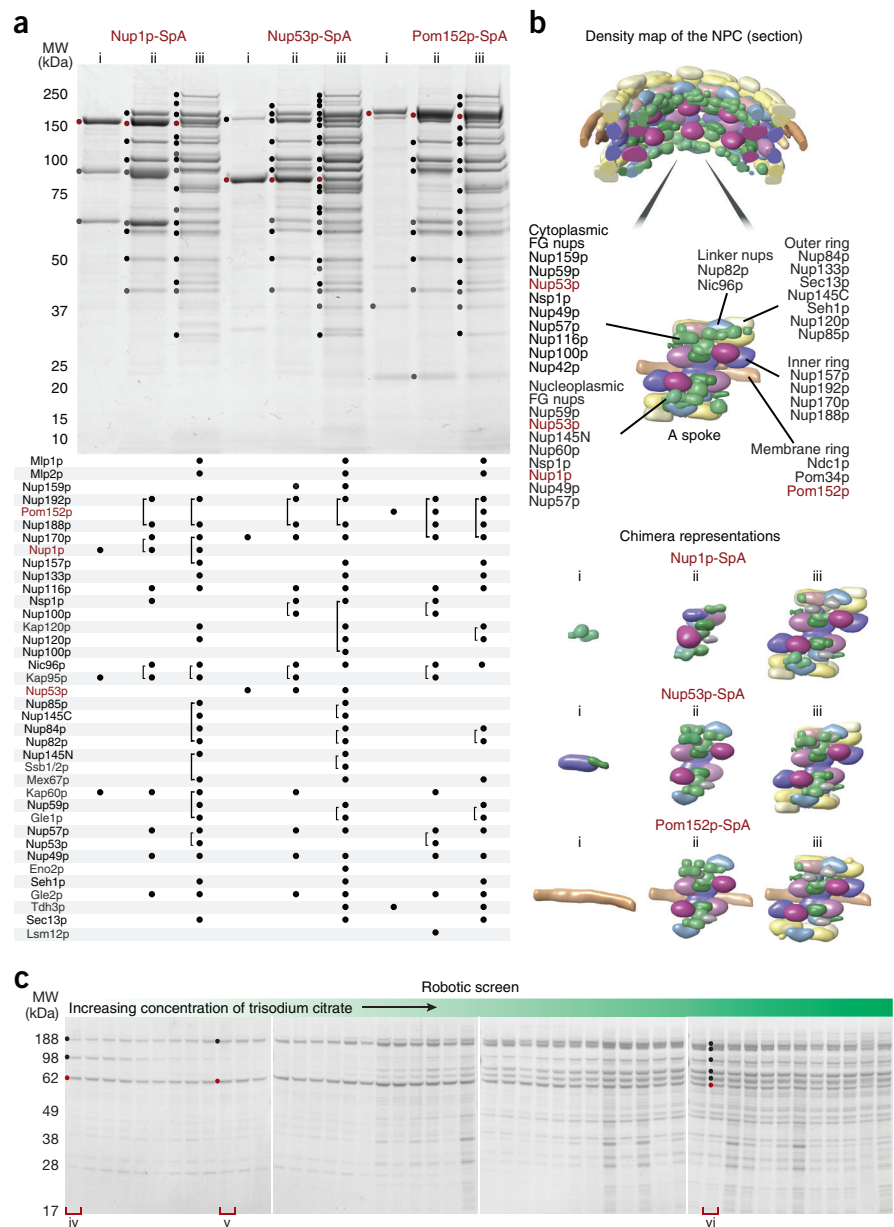 a
MW
(kDa)
Nup1p-SpA
Nup53p-SpA
Pom152p-SpA
i ii iii i ii iii i ii iii
250
150
100
75
50
37
25
20
15
10
Mlp1p
Mlp2p
Nup159p
Nup192p
Pom152p
Nup188p
Nup170p
Nup1p
Nup157p
Nup133p
Nup116p
Nsp1p
Nup100p
Kap120p
Nup120p
Nup100p
Nic96p
Kap95p
Nup53p
Nup85p
Nup145C
Nup84p
Nup82p
Nup145N
Ssb1/2p
Mex67p
Kap60p
Nup59p
Gle1p
Nup57p
Nup53p
Nup49p
Eno2p
Seh1p
Gle2p
Tdh3p
Sec13p
Lsm12p
b
Density map of the NPC (section)
Cytoplasmic
FG nups
Nup159p
Nup59p
Nup53p
Nsp1p
Nup49p
Nup57p
Nup116p
Nup100p
Nup42p
Nucleoplasmic
FG nups
Nup59p
Nup53p
Nup145N
Nup60p
Nsp1p
Nup1p
Nup49p
Nup57p
Linker nups
Nup82p
Nic96p
Outer ring
Nup84p
Nup133p
Sec13p
Nup145C
Seh1p
Nup120p
Nup85p
Inner ring
Nup157p
Nup192p
Nup170p
Nup188p
A spoke
Membrane ring
Ndc1p
Pom34p
Pom152p
Chimera representations
Nup1p-SpA
i ii iii
Nup53p-SpA
i ii iii
Pom152p-SpA
i ii iii
c
Robotic screen
MW
(kDa)
Increasing concentration of trisodium citrate
188
98
62
49
38
28
17
iv v vi